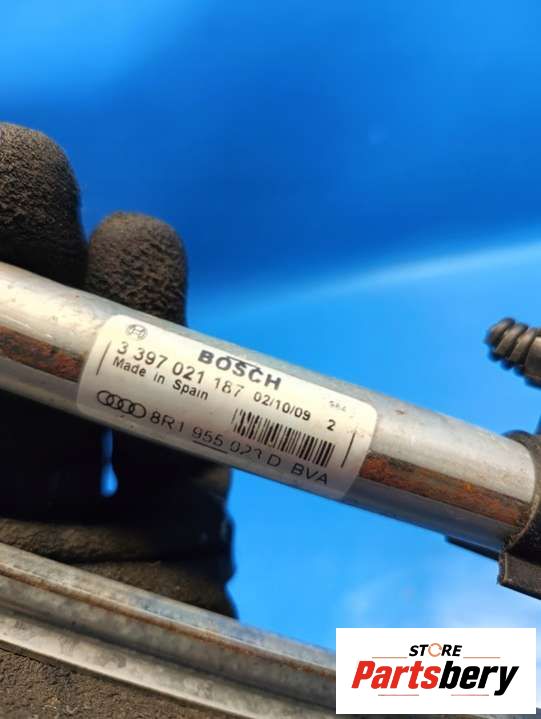 BOSCH
3 397 021 187 02/10/09 2
Made in Spain
8R1 955 023 D BVA
STORE
Partsbery